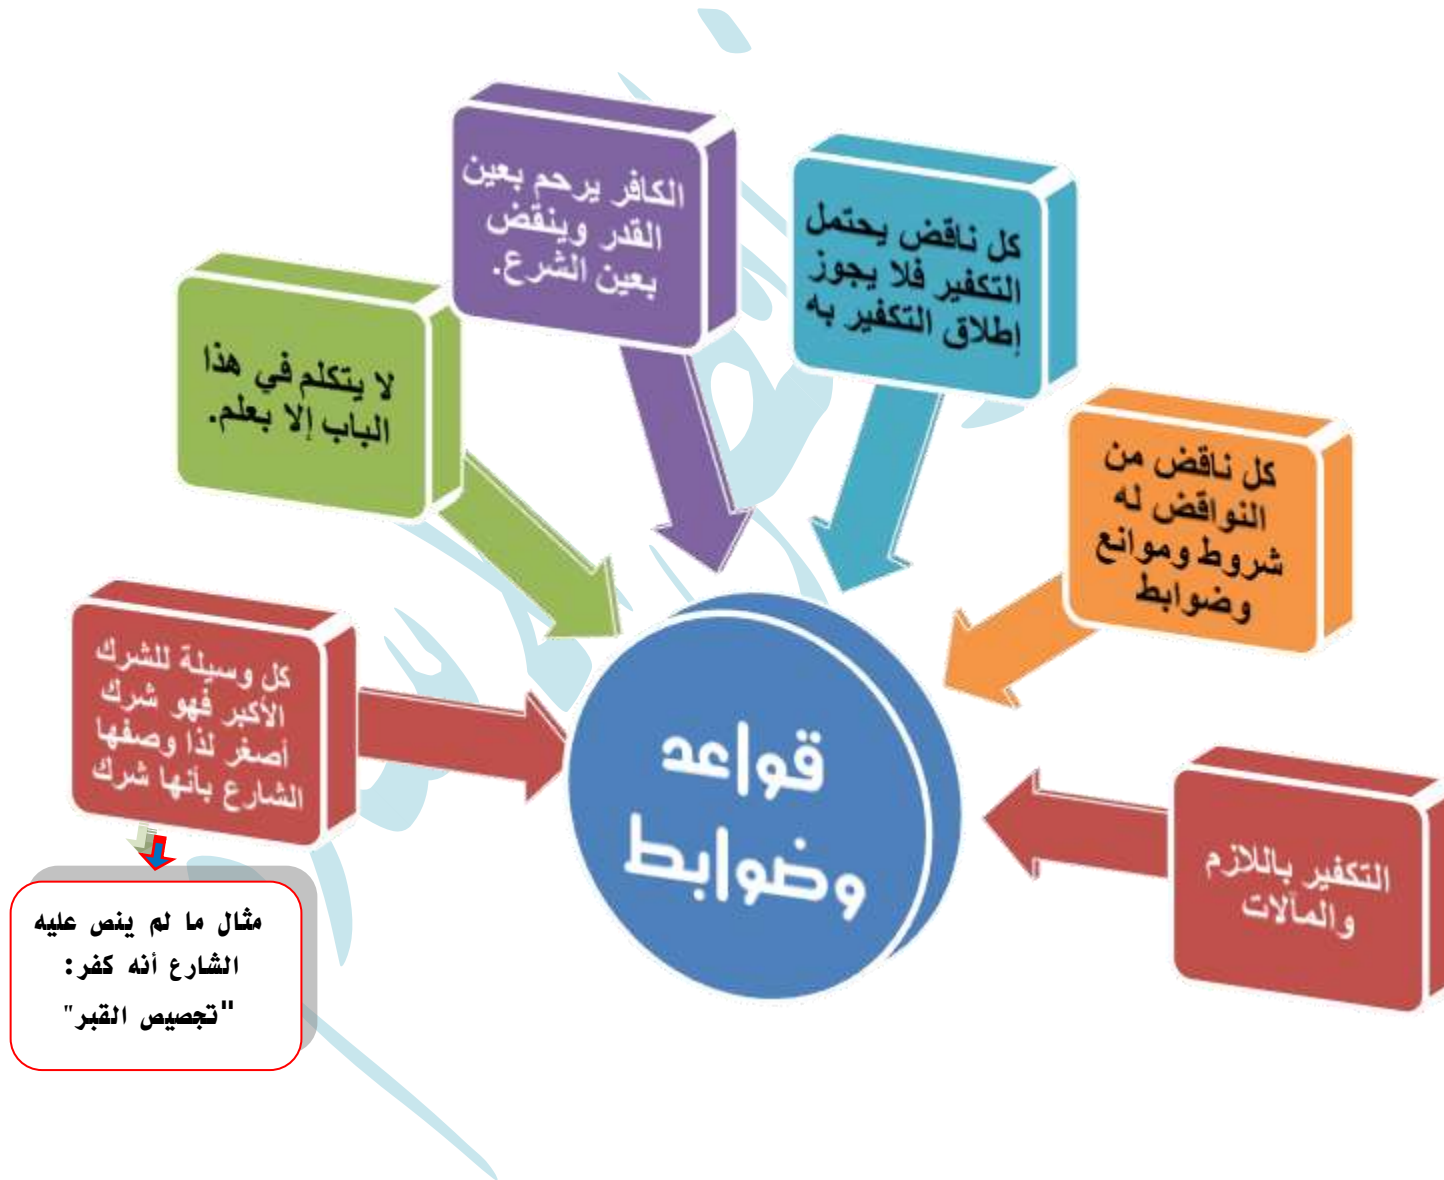 كل ناقض يحتمل
التكفير فلا يجوز
إطلاق التكفير به
الكافر يرحم بعين
القدر وينقض
بعين الشرع.
لا يتكلم في هذا
الباب إلا بعلم.
كل وسيلة للشرك
الأكبر فهو شرك
أصغر لذا وصفها
الشارع بأنها شرك
مثال ما لم ينص عليه
الشارع أنه كفر:
"تجصيص القبر"
كل ناقض من
النواقض له
شروط وموانع
وضوابط
التكفير باللازم
والمآلات
قواعد
وضوابط